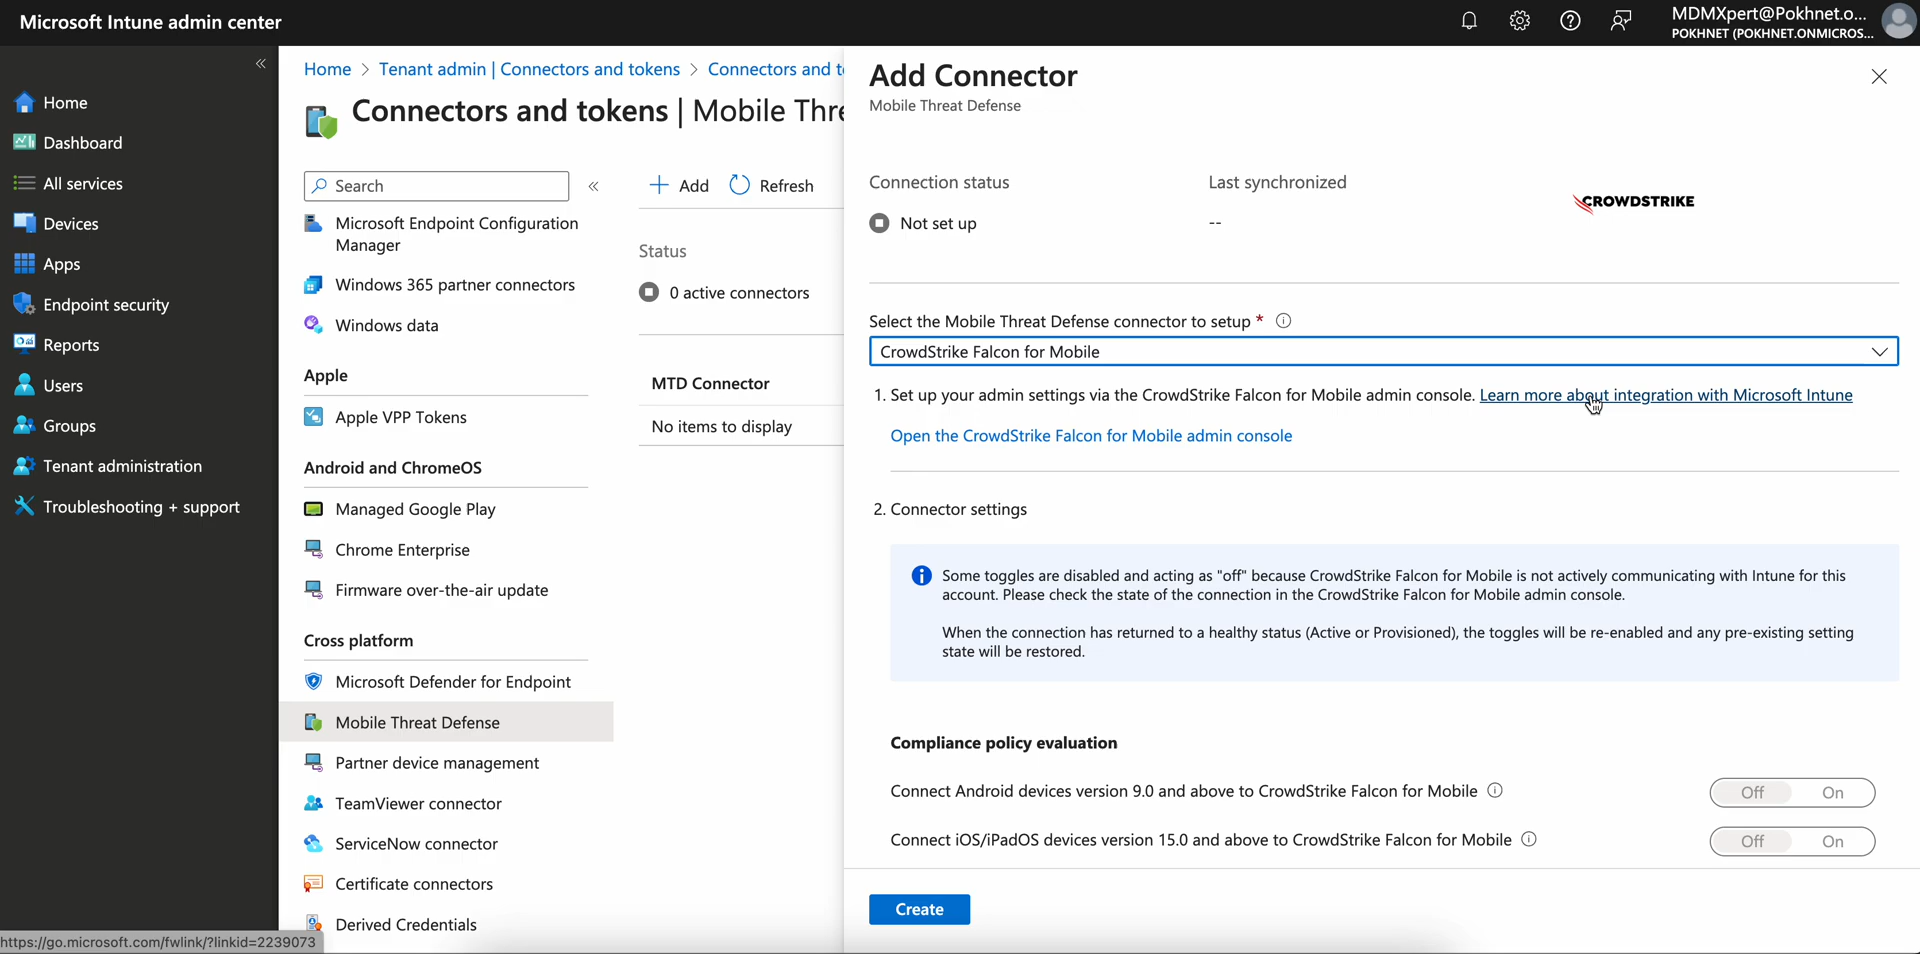 Microsoft Intune admin center
MDMXpert@Pokhnet.o...
POKHNET (POKHNET.ONMICROS...
Home
Dashboard
All services
Devices
Apps
Endpoint security
Reports
Users
Groups
Tenant administration
Troubleshooting + support
Home > Tenant admin | Connectors and tokens > Connectors and t
Connectors and tokens | Mobile Thre
Search
Microsoft Endpoint Configuration
Manager
Windows 365 partner connectors
Windows data
Apple
Apple VPP Tokens
Android and ChromeOS
Managed Google Play
Chrome Enterprise
Firmware over-the-air update
Cross platform
Microsoft Defender for Endpoint
Mobile Threat Defense
Partner device management
TeamViewer connector
ServiceNow connector
Certificate connectors
Derived Credentials
Add Refresh
Status
0 active connectors
MTD Connector
No items to display
Add Connector
Mobile Threat Defense
Connection status
Not set up
Last synchronized
--
CROWDSTRIKE
Select the Mobile Threat Defense connector to setup *
CrowdStrike Falcon for Mobile
1. Set up your admin settings via the CrowdStrike Falcon for Mobile admin console. Learn more about integration with Microsoft Intune
Open the CrowdStrike Falcon for Mobile admin console
2. Connector settings
Some toggles are disabled and acting as "off" because CrowdStrike Falcon for Mobile is not actively communicating with Intune for this
account. Please check the state of the connection in the CrowdStrike Falcon for Mobile admin console.
When the connection has returned to a healthy status (Active or Provisioned), the toggles will be re-enabled and any pre-existing setting
state will be restored.
Compliance policy evaluation
Connect Android devices version 9.0 and above to CrowdStrike Falcon for Mobile
Off On
Connect iOS/iPadOS devices version 15.0 and above to CrowdStrike Falcon for Mobile
Off On
Create
https://go.microsoft.com/fwlink/?linkid=2239073